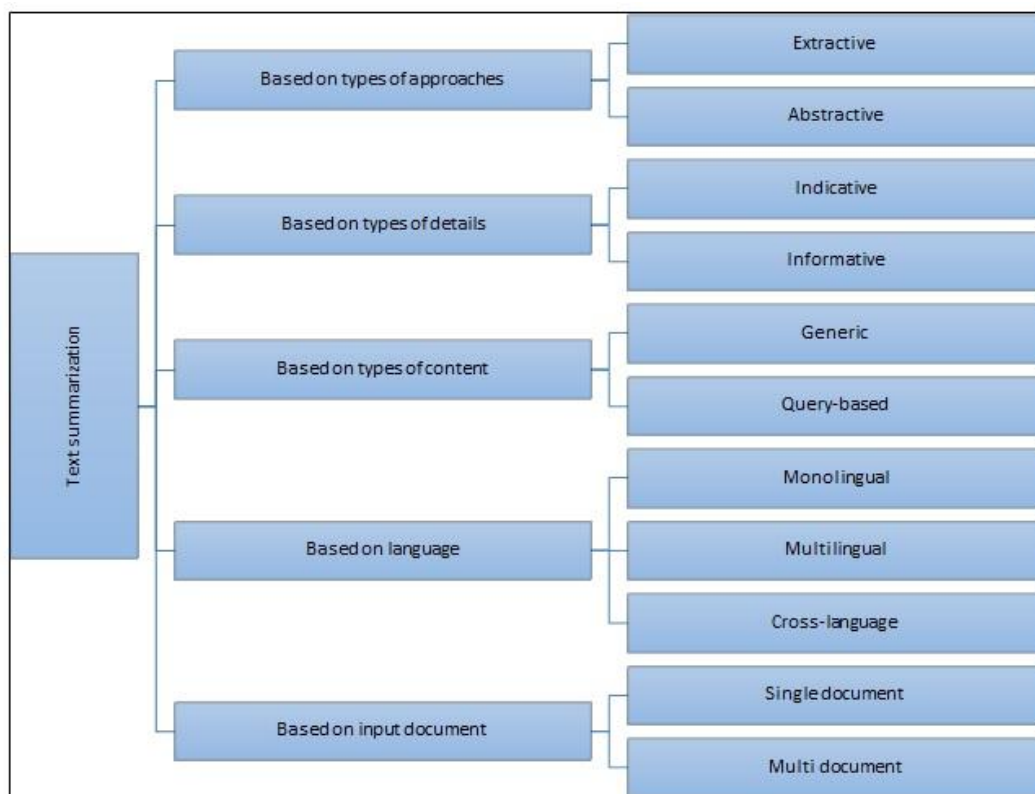 Text summarization
Based on types of approaches
Extractive
Abstractive
Based on types of details
Indicative
Informative
Based on types of content
Generic
Query-based
Based on language
Monolingual
Multilingual
Cross-language
Based on input document
Single document
Multi document